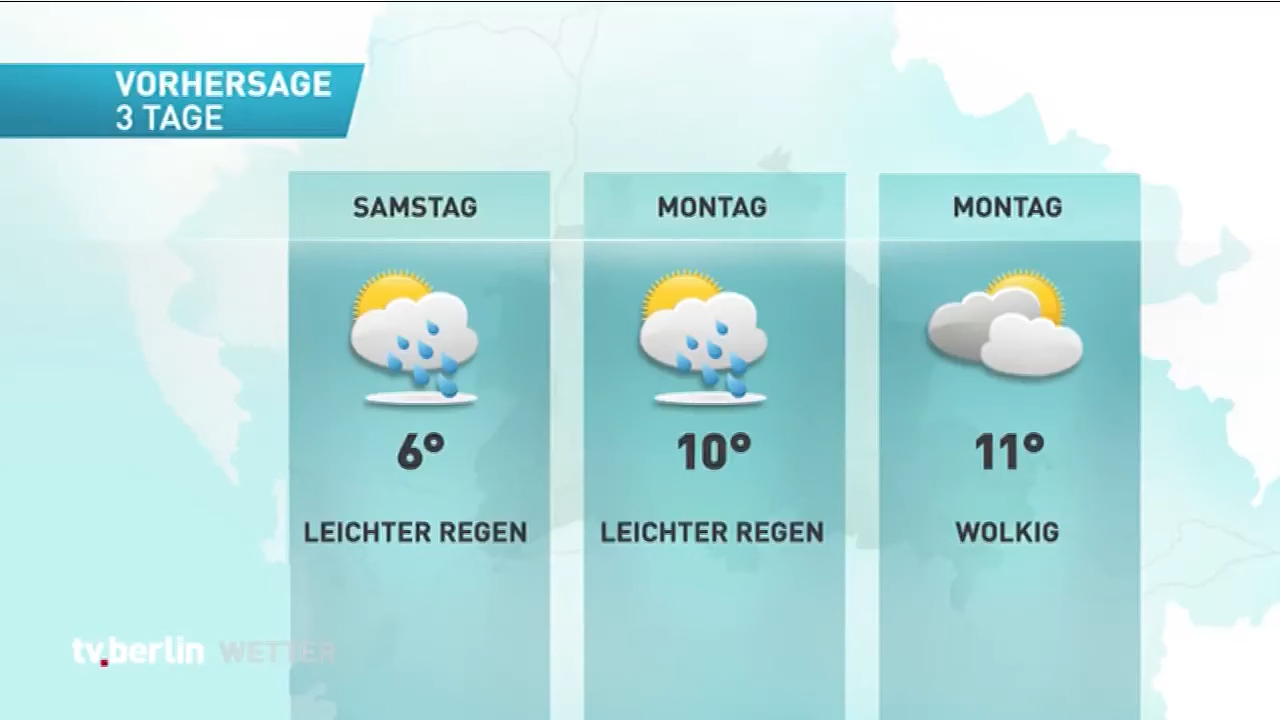 VORHERSAGE
3 TAGE
SAMSTAG
MONTAG
MONTAG
6°
10°
11°
LEICHTER REGEN
LEICHTER REGEN
WOLKIG
tv.berlin WETTER